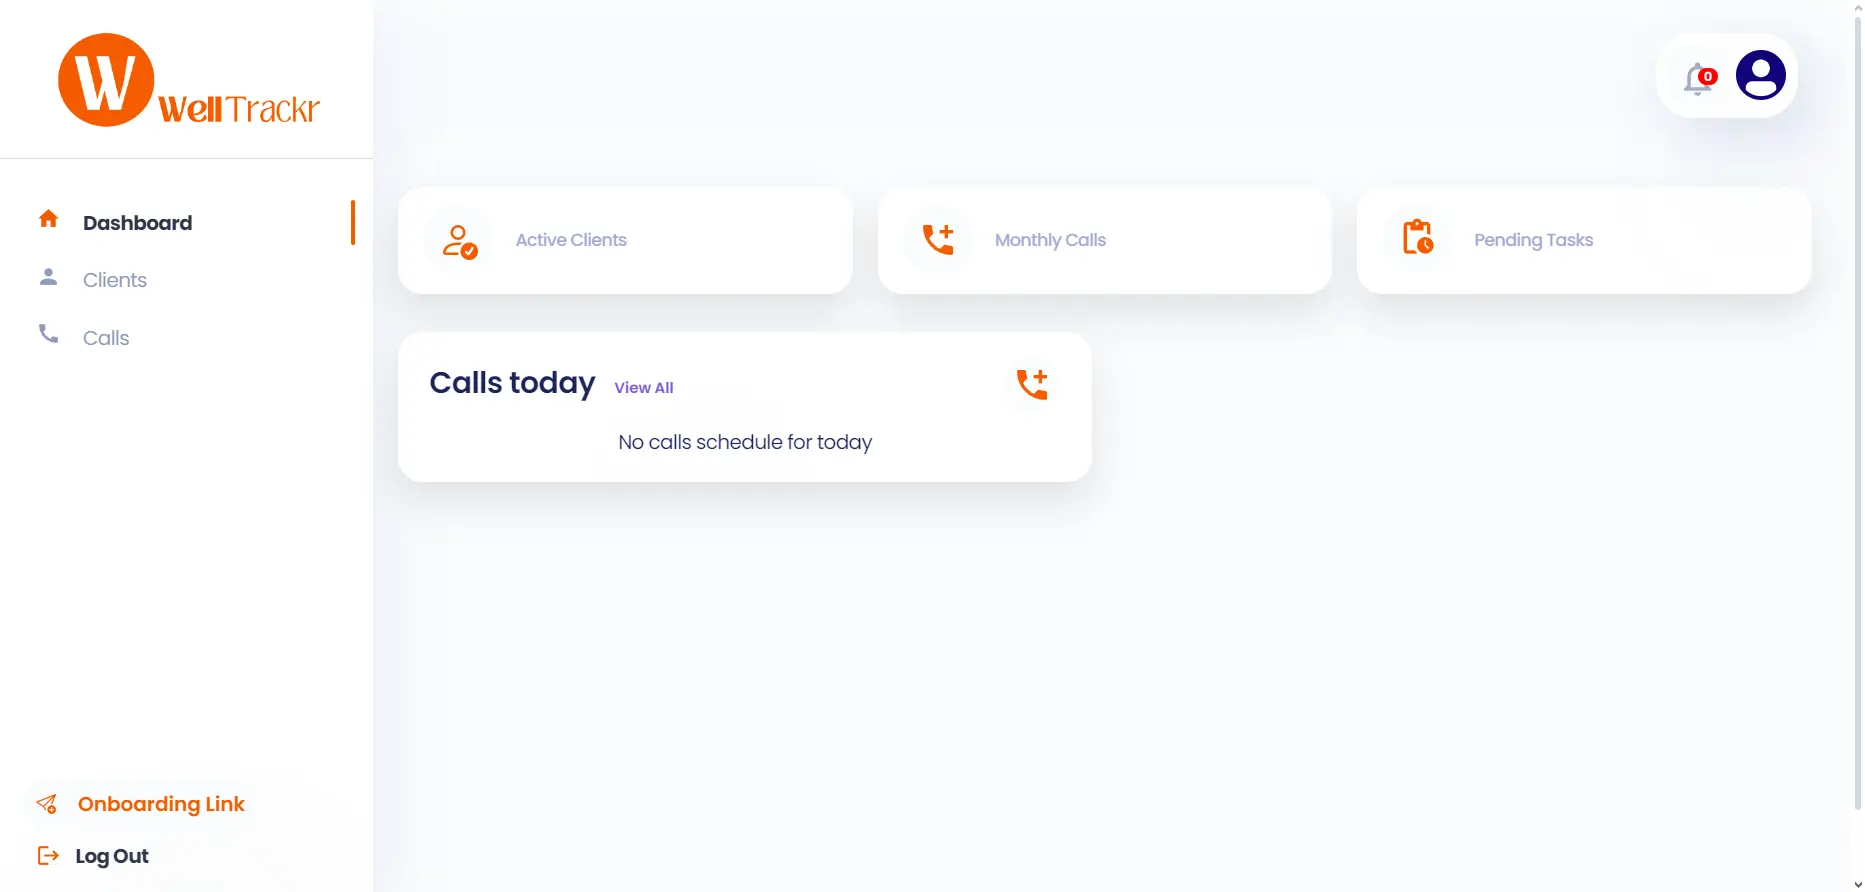 W WellTrackr
0
Dashboard
Clients
Calls
Active Clients
Monthly Calls
Pending Tasks
Calls today View All
No calls schedule for today
Onboarding Link
Log Out